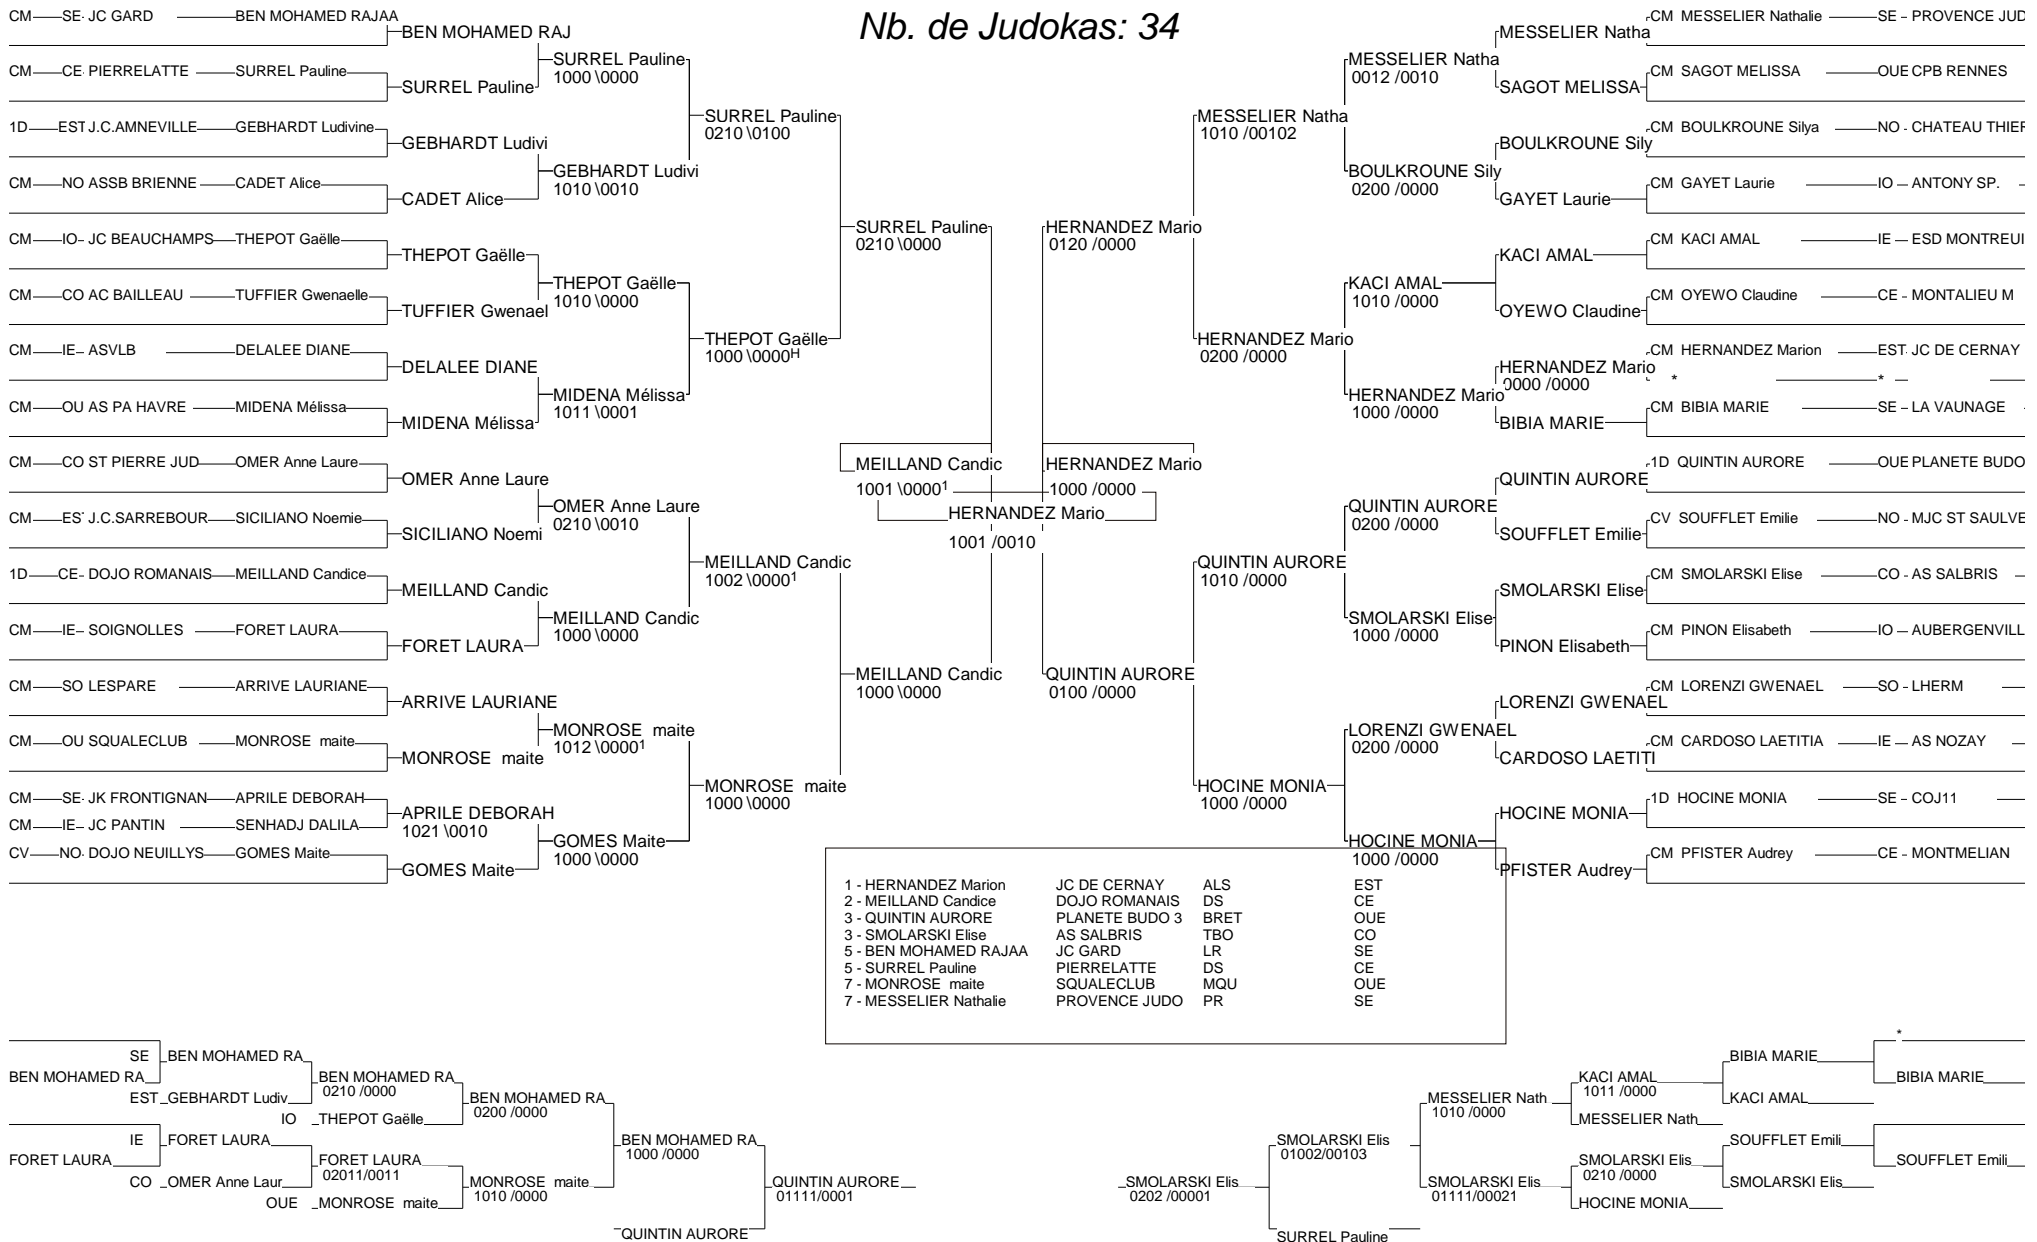 Nb. de Judokas: 34
CM SE- JC GARD BEN MOHAMED RAJAA
CM CE- PIERRELATTE SURREL Pauline
1D EST J.C.AMNEVILLE GEBHARDT Ludivine
CM NO ASSB BRIENNE CADET Alice
CM IO- JC BEAUCHAMPS THEPOT Gaëlle
CM CO AC BAILLEAU TUFFIER Gwenaelle
CM IE- ASVLB DELALEE DIANE
CM OU AS PA HAVRE MIDENA Mélissa
CM CO ST PIERRE JUD OMER Anne Laure
CM ES J.C.SARREBOUR SICILIANO Noemie
1D CE- DOJO ROMANAIS MEILLAND Candice
CM IE- SOIGNOLLES FORET LAURA
CM SO LESPARE ARRIVE LAURIANE
CM OU SQUALECLUB MONROSE maite
CM SE- JK FRONTIGNAN APRILE DEBORAH
CM IE- JC PANTIN SENHADJ DALILA
CV NO- DOJO NEUILLYS GOMES Maite
BEN MOHAMED RAJ
SURREL Pauline
GEBHARDT Ludivi
CADET Alice
THEPOT Gaëlle
TUFFIER Gwenael
DELALEE DIANE
MIDENA Mélissa
OMER Anne Laure
SICILIANO Noemi
MEILLAND Candic
FORET LAURA
ARRIVE LAURIANE
MONROSE maite
APRILE DEBORAH
1021 \0010
GOMES Maite
SURREL Pauline
1000 \0000
GEBHARDT Ludivi
1010 \0010
THEPOT Gaëlle
1010 \0000
MIDENA Mélissa
1011 \0001
OMER Anne Laure
0210 \0010
MEILLAND Candic
1000 \0000
MONROSE maite
1012 \0000¹
GOMES Maite
1000 \0000
SURREL Pauline
0210 \0100
THEPOT Gaëlle
1000 \0000ᴴ
MEILLAND Candic
1002 \0000¹
MONROSE maite
1000 \0000
SURREL Pauline
0210 \0000
MEILLAND Candic
1000 \0000
MEILLAND Candic
1001 \0000¹
HERNANDEZ Mario
1000 /0000
HERNANDEZ Mario
1001 /0010
HERNANDEZ Mario
0120 /0000
QUINTIN AURORE
0100 /0000
MESSELIER Natha
1010 /00102
HERNANDEZ Mario
0200 /0000
QUINTIN AURORE
1010 /0000
HOCINE MONIA
1000 /0000
MESSELIER Natha
0012 /0010
BOULKROUNE Sily
0200 /0000
KACI AMAL
1010 /0000
HERNANDEZ Mario
1000 /0000
QUINTIN AURORE
0200 /0000
SMOLARSKI Elise
1000 /0000
LORENZI GWENAEL
0200 /0000
HOCINE MONIA
1000 /0000
MESSELIER Natha
SAGOT MELISSA
BOULKROUNE Sily
GAYET Laurie
KACI AMAL
OYEWO Claudine
HERNANDEZ Mario
0000 /0000
BIBIA MARIE
QUINTIN AURORE
SOUFFLET Emilie
SMOLARSKI Elise
PINON Elisabeth
LORENZI GWENAEL
CARDOSO LAETITI
HOCINE MONIA
PFISTER Audrey
CM MESSELIER Nathalie SE - PROVENCE JUD
CM SAGOT MELISSA OUE CPB RENNES
CM BOULKROUNE Silya NO - CHATEAU THIER
CM GAYET Laurie IO - ANTONY SP.
CM KACI AMAL IE - ESD MONTREUI
CM OYEWO Claudine CE - MONTALIEU M
CM HERNANDEZ Marion EST JC DE CERNAY
* *
CM BIBIA MARIE SE - LA VAUNAGE
1D QUINTIN AURORE OUE PLANETE BUDO
CV SOUFFLET Emilie NO - MJC ST SAULVE
CM SMOLARSKI Elise CO - AS SALBRIS
CM PINON Elisabeth IO - AUBERGENVILL
CM LORENZI GWENAEL SO - LHERM
CM CARDOSO LAETITIA IE - AS NOZAY
1D HOCINE MONIA SE - COJ11
CM PFISTER Audrey CE - MONTMELIAN
1 - HERNANDEZ Marion JC DE CERNAY ALS EST
2 - MEILLAND Candice DOJO ROMANAIS DS CE
3 - QUINTIN AURORE PLANETE BUDO 3 BRET OUE
3 - SMOLARSKI Elise AS SALBRIS TBO CO
5 - BEN MOHAMED RAJAA JC GARD LR SE
5 - SURREL Pauline PIERRELATTE DS CE
7 - MONROSE maite SQUALECLUB MQU OUE
7 - MESSELIER Nathalie PROVENCE JUDO PR SE
BEN MOHAMED RA
FORET LAURA
SE BEN MOHAMED RA
EST GEBHARDT Ludiv
IE FORET LAURA
CO OMER Anne Laur
BEN MOHAMED RA
0210 /0000
IO THEPOT Gaëlle
FORET LAURA
02011/0011
OUE MONROSE maite
BEN MOHAMED RA
0200 /0000
MONROSE maite
1010 /0000
BEN MOHAMED RA
1000 /0000
QUINTIN AURORE
QUINTIN AURORE
01111/0001
SMOLARSKI Elis
0202 /00001
SMOLARSKI Elis
01002/00103
SURREL Pauline
MESSELIER Nath
1010 /0000
SMOLARSKI Elis
01111/00021
KACI AMAL
1011 /0000
MESSELIER Nath
SMOLARSKI Elis
0210 /0000
HOCINE MONIA
BIBIA MARIE
KACI AMAL
SOUFFLET Emili
SMOLARSKI Elis
*
BIBIA MARIE
SOUFFLET Emili